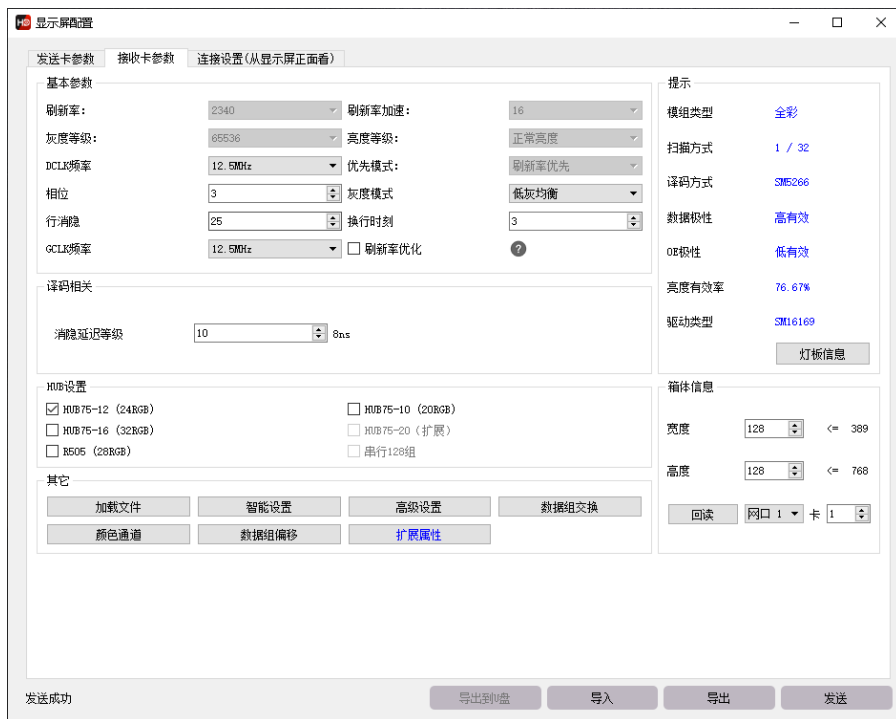 HD 显示屏配置
发送卡参数 接收卡参数 连接设置(从显示屏正面看)
基本参数
刷新率: 2340 刷新率加速: 16
灰度等级: 65536 亮度等级: 正常亮度
DCLK频率 12.5MHz 优先模式: 刷新率优先
相位 3 灰度模式 低灰均衡
行消隐 25 换行时刻 3
GCLK频率 12.5MHz 刷新率优化 ?
译码相关
消隐延迟等级 10 8ns
HUB设置
HUB75-12 (24RGB) HUB75-10 (20RGB)
HUB75-16 (32RGB) HUB75-20（扩展）
R505 (28RGB) 串行128组
其它
加载文件 智能设置 高级设置 数据组交换
颜色通道 数据组偏移 扩展属性
提示
模组类型 全彩
扫描方式 1 / 32
译码方式 SM5266
数据极性 高有效
OE极性 低有效
亮度有效率 76.67%
驱动类型 SM16169
灯板信息
箱体信息
宽度 128 <= 389
高度 128 <= 768
回读 网口 1 卡 1
发送成功 导出到U盘 导入 导出 发送